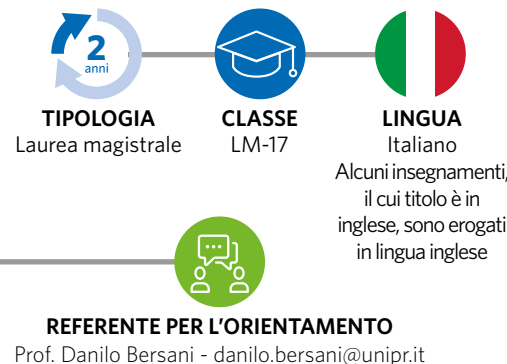 2
anni
TIPOLOGIA
Laurea magistrale
CLASSE
LM-17
LINGUA
Italiano
Alcuni insegnamenti,
il cui titolo è in
inglese, sono erogati
in lingua inglese
REFERENTE PER L'ORIENTAMENTO
Prof. Danilo Bersani - danilo.bersani@unipr.it